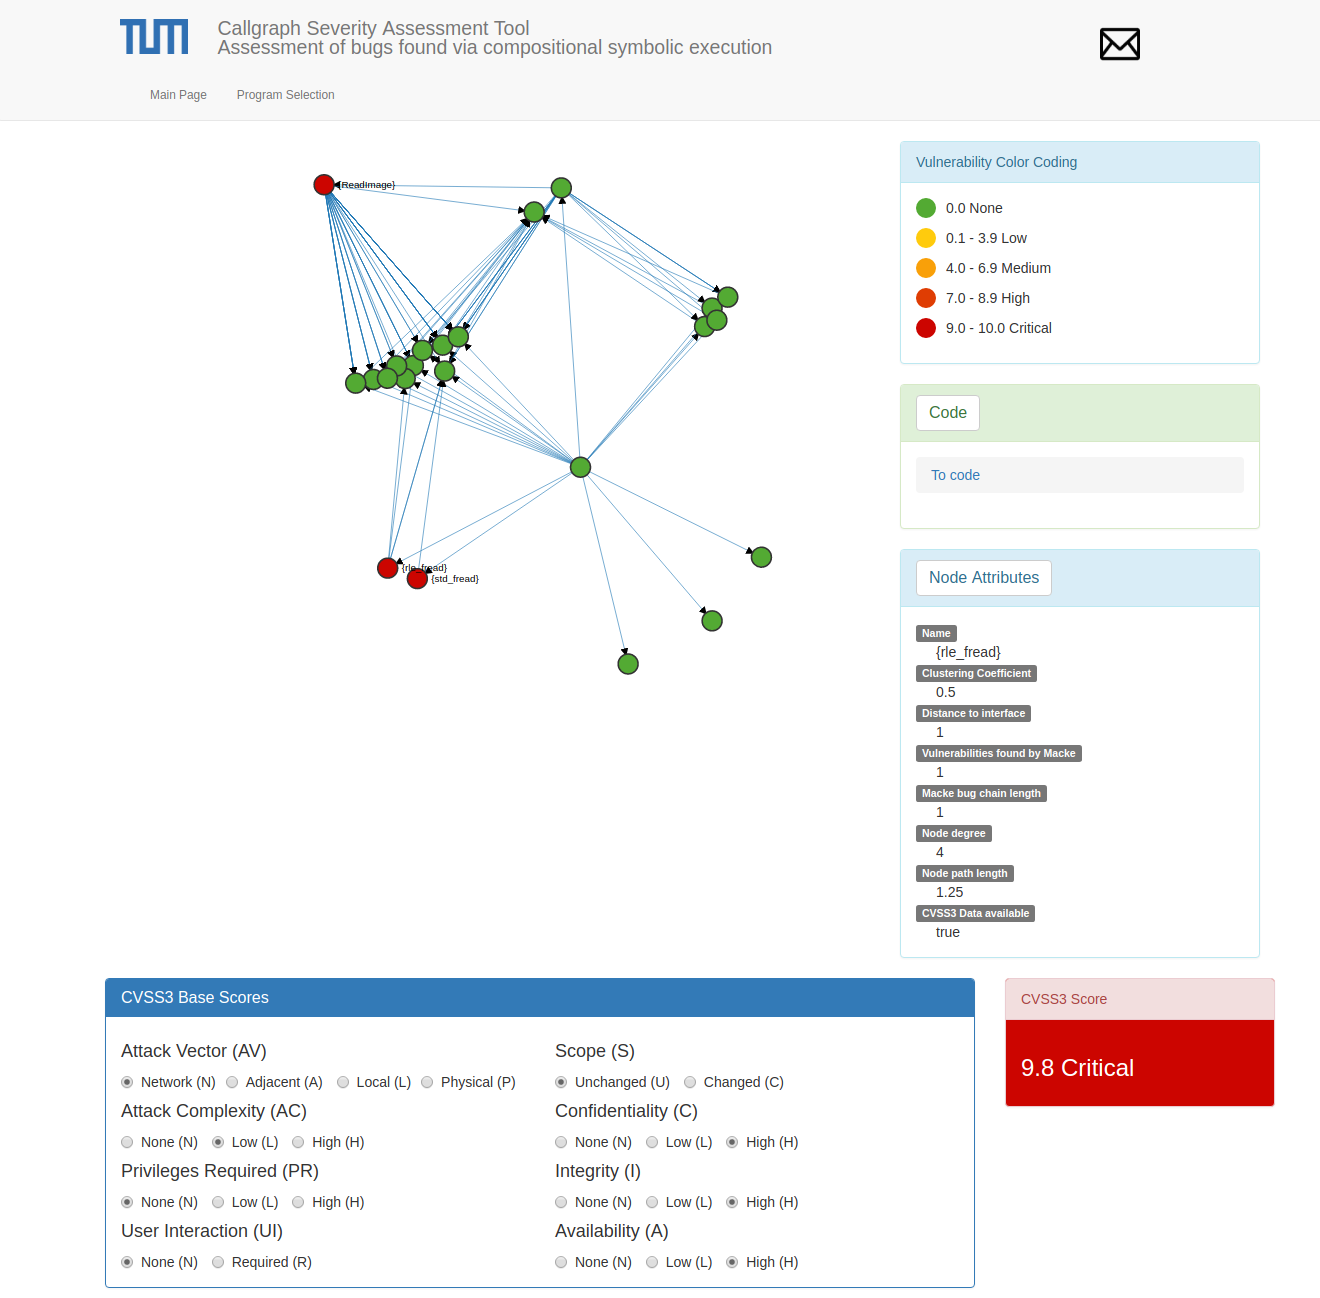 TUM
Callgraph Severity Assessment Tool
Assessment of bugs found via compositional symbolic execution
Main Page
Program Selection
{ReadImage}
{rle_fread}
{std_fread}
Vulnerability Color Coding
0.0 None
0.1 - 3.9 Low
4.0 - 6.9 Medium
7.0 - 8.9 High
9.0 - 10.0 Critical
Code
To code
Node Attributes
Name
{rle_fread}
Clustering Coefficient
0.5
Distance to interface
1
Vulnerabilities found by Macke
1
Macke bug chain length
1
Node degree
4
Node path length
1.25
CVSS3 Data available
true
CVSS3 Base Scores
Attack Vector (AV)
Network (N) Adjacent (A) Local (L) Physical (P)
Attack Complexity (AC)
None (N) Low (L) High (H)
Privileges Required (PR)
None (N) Low (L) High (H)
User Interaction (UI)
None (N) Required (R)
Scope (S)
Unchanged (U) Changed (C)
Confidentiality (C)
None (N) Low (L) High (H)
Integrity (I)
None (N) Low (L) High (H)
Availability (A)
None (N) Low (L) High (H)
CVSS3 Score
9.8 Critical